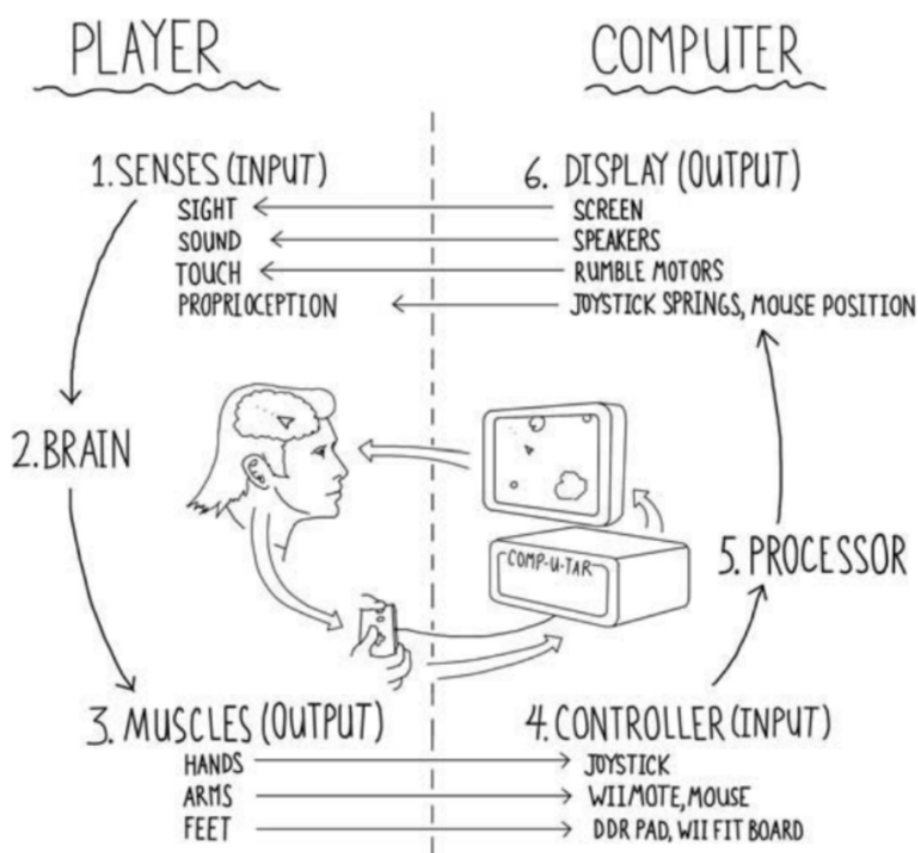 PLAYER
COMPUTER
1. SENSES (INPUT)
SIGHT
SOUND
TOUCH
PROPRIOCEPTION
6. DISPLAY (OUTPUT)
SCREEN
SPEAKERS
RUMBLE MOTORS
JOYSTICK SPRINGS, MOUSE POSITION
2. BRAIN
COMP-U-TAR
5. PROCESSOR
3. MUSCLES (OUTPUT)
HANDS
ARMS
FEET
4. CONTROLLER (INPUT)
JOYSTICK
WIIMOTE, MOUSE
DDR PAD, WII FIT BOARD